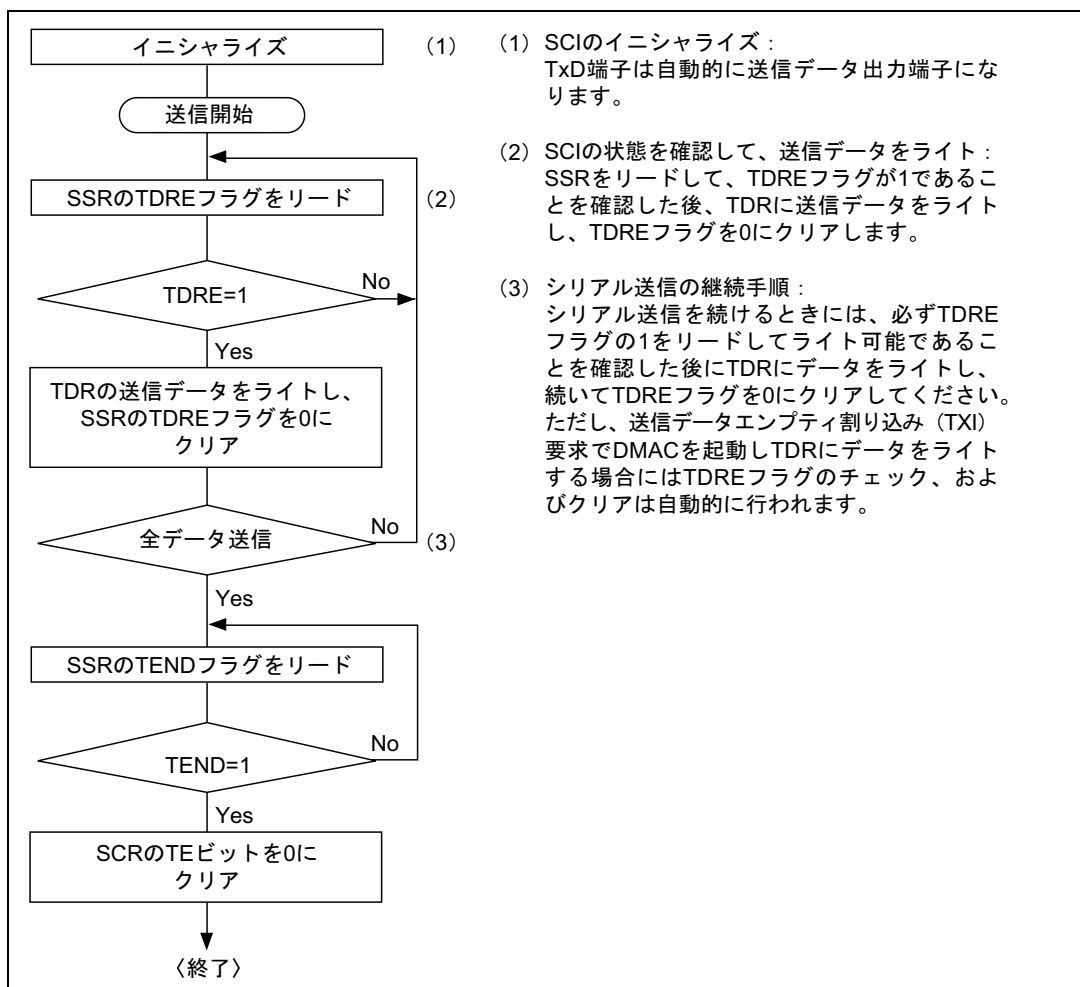 イニシャライズ
(1)
送信開始
SSRのTDREフラグをリード
(2)
TDRE=1
No
Yes
TDRの送信データをライトし、
SSRのTDREフラグを0に
クリア
全データ送信
No
(3)
Yes
SSRのTENDフラグをリード
TEND=1
No
Yes
SCRのTEビットを0に
クリア
〈終了〉
(1) SCIのイニシャライズ：
TxD端子は自動的に送信データ出力端子にな
ります。
(2) SCIの状態を確認して、送信データをライト：
SSRをリードして、TDREフラグが1であるこ
とを確認した後、TDRに送信データをライト
し、TDREフラグを0にクリアします。
(3) シリアル送信の継続手順：
シリアル送信を続けるときには、必ずTDRE
フラグの1をリードしてライト可能であるこ
とを確認した後にTDRにデータをライトし、
続いてTDREフラグを0にクリアしてください。
ただし、送信データエンプティ割り込み（TXI）
要求でDMACを起動しTDRにデータをライト
する場合にはTDREフラグのチェック、およ
びクリアは自動的に行われます。